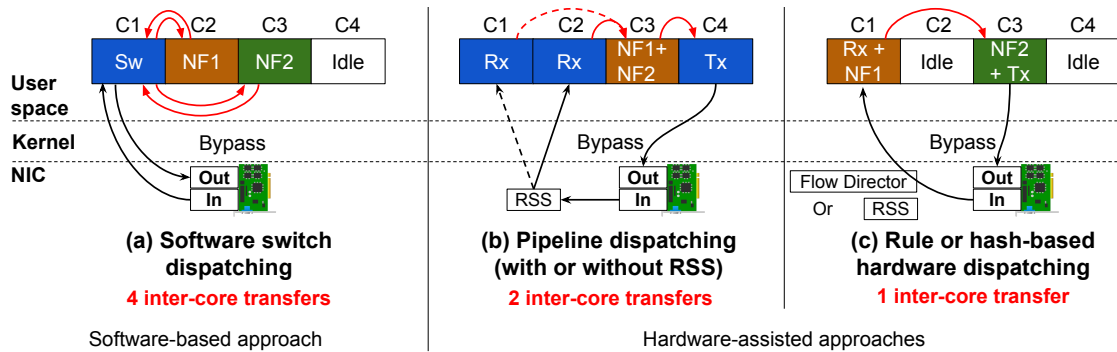 C1 C2 C3 C4
Sw NF1 NF2 Idle
User
space
Kernel
Bypass
NIC
Out
In
(a) Software switch
dispatching
4 inter-core transfers
Software-based approach
C1 C2 C3 C4
Rx Rx NF1+
NF2 Tx
Bypass
Out
In
RSS
(b) Pipeline dispatching
(with or without RSS)
2 inter-core transfers
C1 C2 C3 C4
Rx +
NF1 Idle NF2
+ Tx Idle
Bypass
Out
In
Flow Director
Or RSS
(c) Rule or hash-based
hardware dispatching
1 inter-core transfer
Hardware-assisted approaches